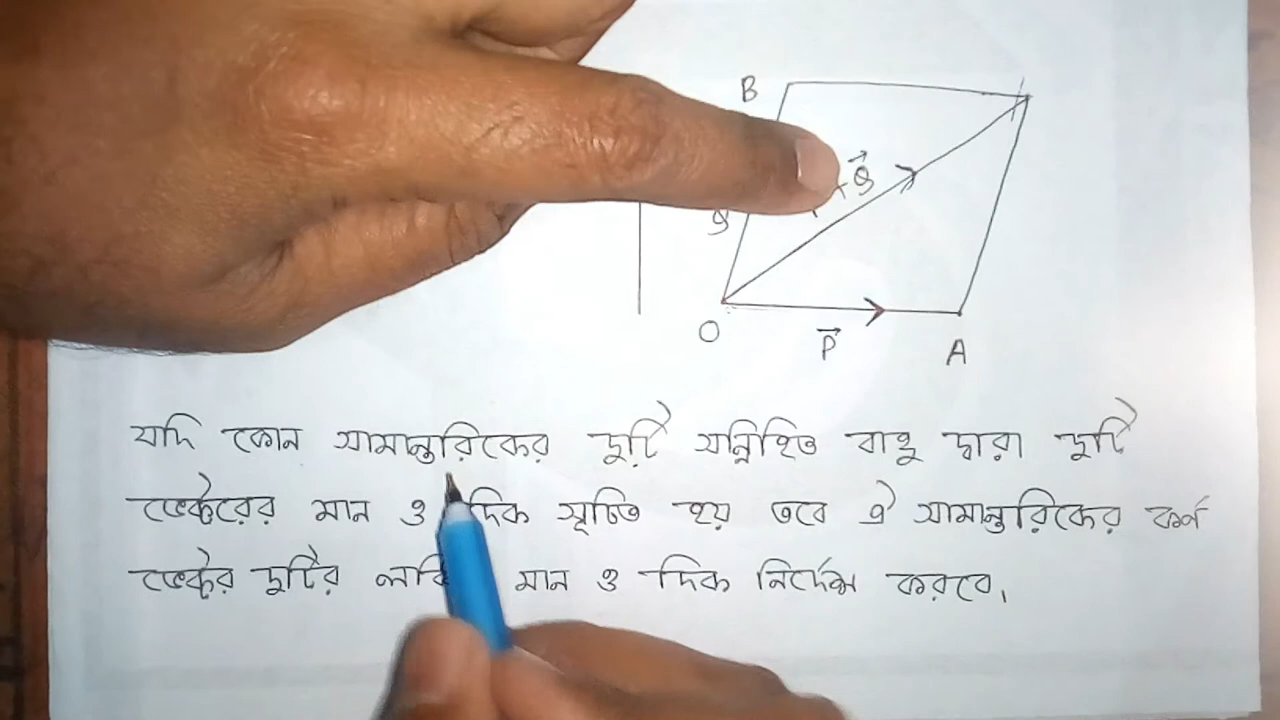 B
+ Q⃗
Q
O
P⃗
A
যদি কোন সামান্তরিকের দুটি সন্নিহিত বাহু দ্বারা দুটি
ভেক্টরের মান ও দিক সূচিত হয় তবে ঐ সামান্তরিকের কর্ণ
ভেক্টর দুটির মান ও দিক নির্দেশ করবে।